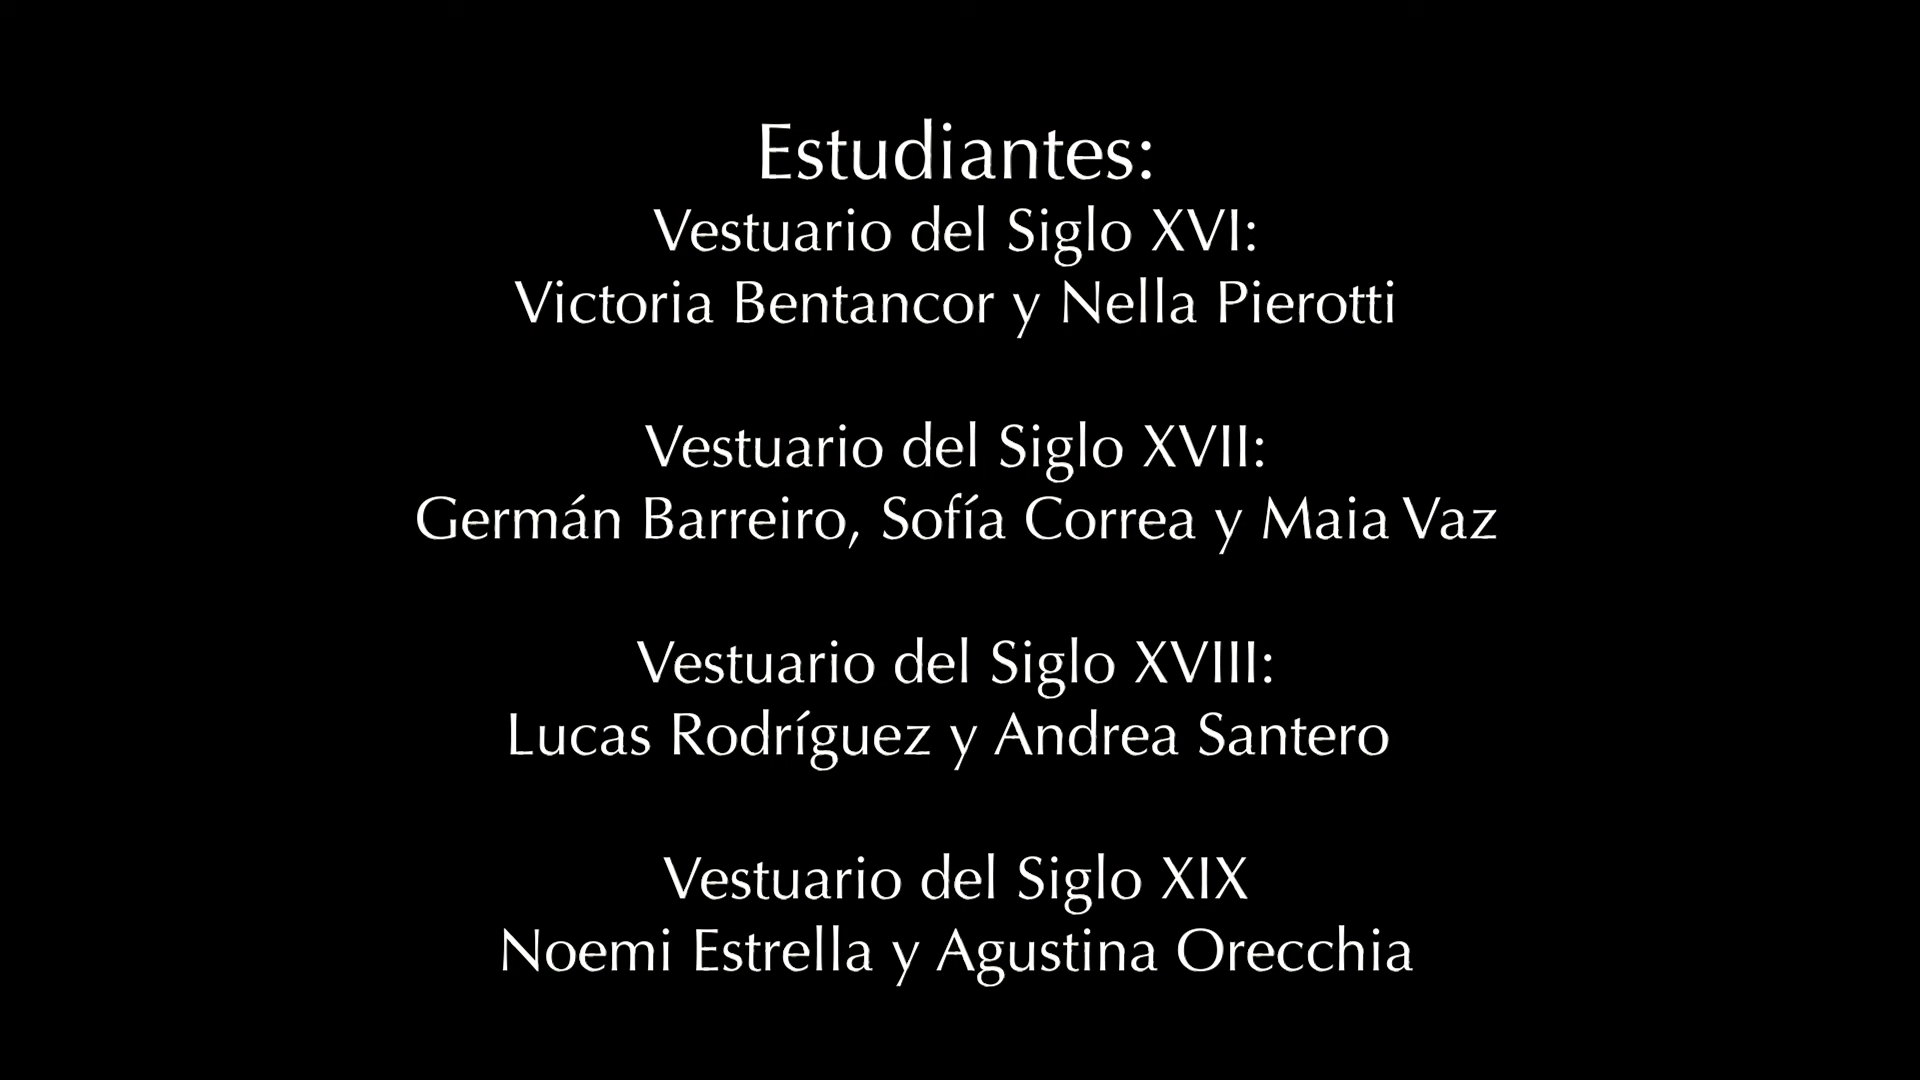 Estudiantes:
Vestuario del Siglo XVI:
Victoria Bentancor y Nella Pierotti
Vestuario del Siglo XVII:
Germán Barreiro, Sofía Correa y Maia Vaz
Vestuario del Siglo XVIII:
Lucas Rodríguez y Andrea Santero
Vestuario del Siglo XIX
Noemi Estrella y Agustina Orecchia